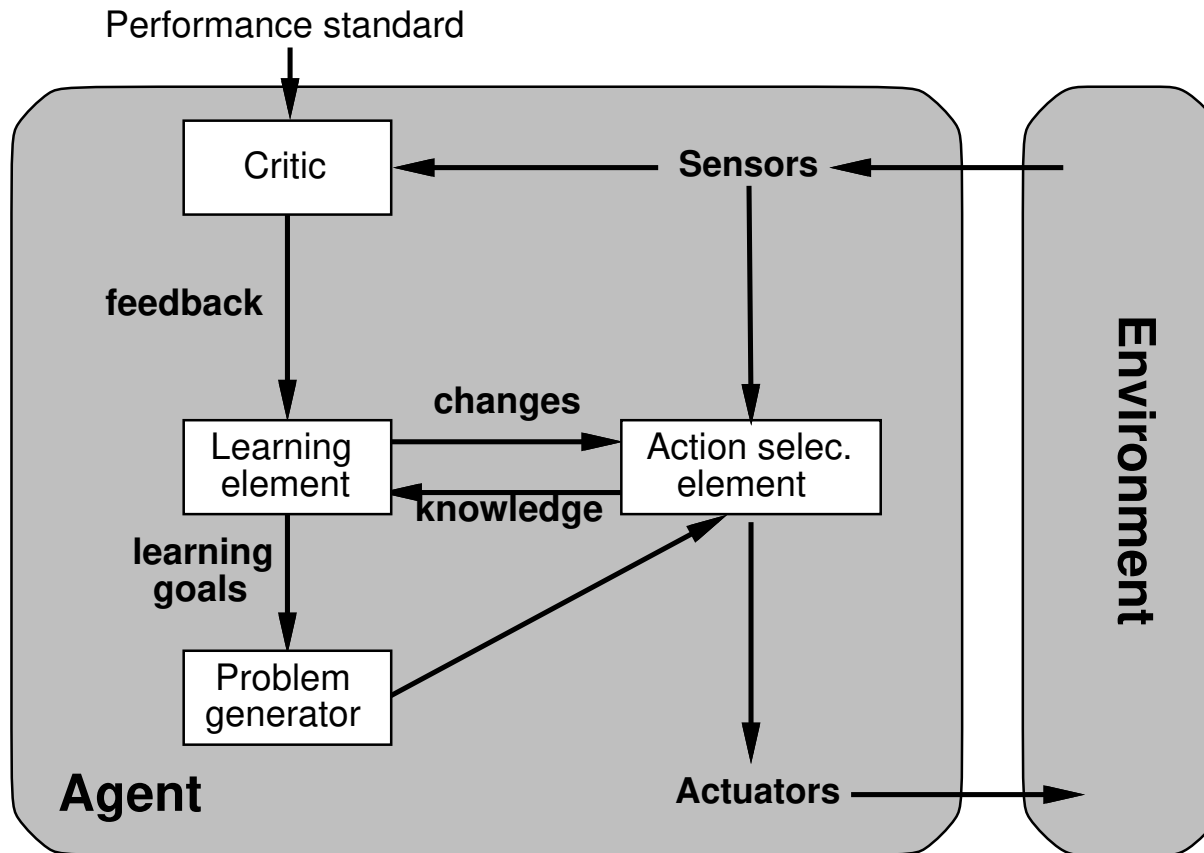 Performance standard
Critic
Sensors
feedback
changes
Learning
element
Action selec.
element
knowledge
learning
goals
Problem
generator
Agent
Actuators
Environment